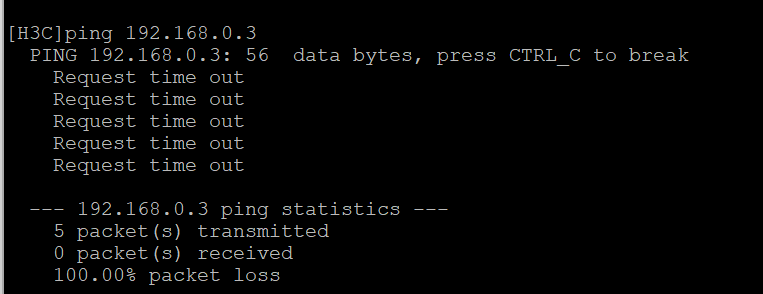 [H3C]ping 192.168.0.3
PING 192.168.0.3: 56  data bytes, press CTRL_C to break
Request time out
Request time out
Request time out
Request time out
Request time out
--- 192.168.0.3 ping statistics ---
5 packet(s) transmitted
0 packet(s) received
100.00% packet loss